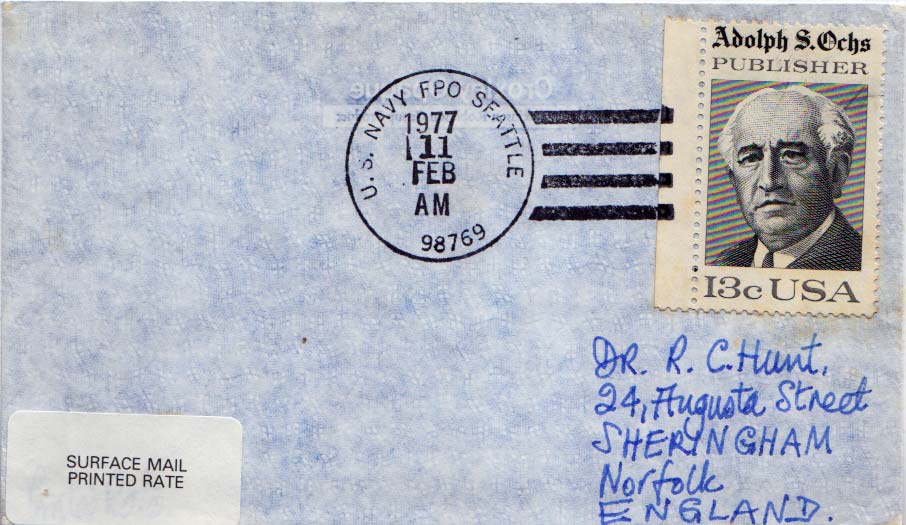 Adolph S. Ochs
PUBLISHER
13c USA
U.S. NAVY FPO SEATTLE
1977
11
FEB
AM
98769
DR. R. C. Hunt,
24, Augusta Street
SHERINGHAM
Norfolk
ENGLAND.
SURFACE MAIL
PRINTED RATE